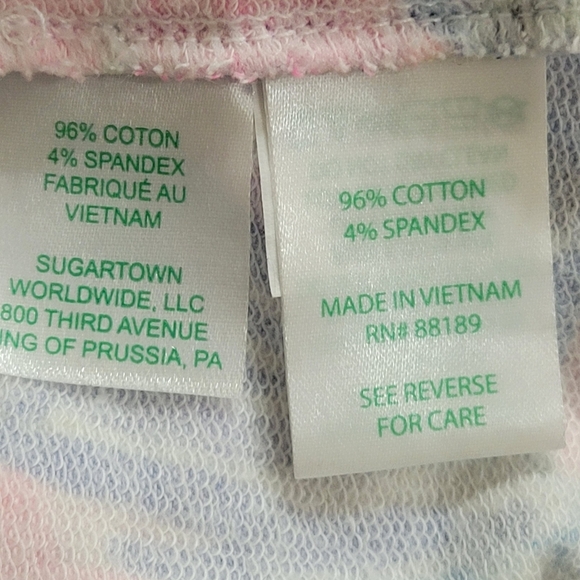 96% COTON
4% SPANDEX
FABRIQUÉ AU
VIETNAM
SUGARTOWN
WORLDWIDE, LLC
800 THIRD AVENUE
ING OF PRUSSIA, PA
96% COTTON
4% SPANDEX
MADE IN VIETNAM
RN# 88189
SEE REVERSE
FOR CARE